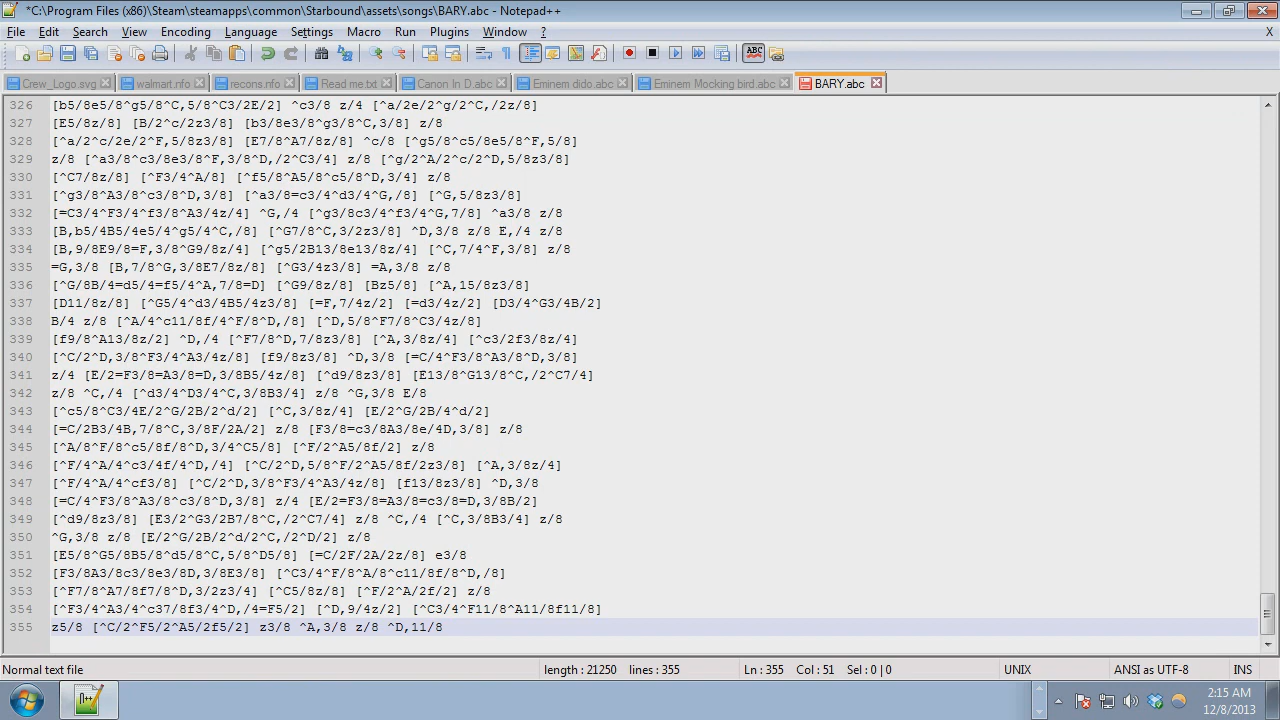 *C:\Program Files (x86)\Steam\steamapps\common\Starbound\assets\songs\BARY.abc - Notepad++
File Edit Search View Encoding Language Settings Macro Run Plugins Window ? X
ABC
Crew_Logo.svg walmart.nfo recons.nfo Read me.txt Canon In D.abc Eminem dido.abc Eminem Mocking bird.abc BARY.abc
326 [b5/8e5/8^g5/8^C,5/8^C3/2E/2] ^c3/8 z/4 [^a/2e/2^g/2^C,/2z/8]
327 [E5/8z/8] [B/2^c/2z3/8] [b3/8e3/8^g3/8^C,3/8] z/8
328 [^a/2^c/2e/2^F,5/8z3/8] [E7/8^A7/8z/8] ^c/8 [^g5/8^c5/8e5/8^F,5/8]
329 z/8 [^a3/8^c3/8e3/8^F,3/8^D,/2^C3/4] z/8 [^g/2^A/2^c/2^D,5/8z3/8]
330 [^C7/8z/8] [^F3/4^A/8] [^f5/8^A5/8^c5/8^D,3/4] z/8
331 [^g3/8^A3/8^c3/8^D,3/8] [^a3/8=c3/4^d3/4^G,/8] [^G,5/8z3/8]
332 [=C3/4^F3/4^f3/8^A3/4z/4] ^G,/4 [^g3/8c3/4^f3/4^G,7/8] ^a3/8 z/8
333 [B,b5/4B5/4e5/4^g5/4^C,/8] [^G7/8^C,3/2z3/8] ^D,3/8 z/8 E,/4 z/8
334 [B,9/8E9/8=F,3/8^G9/8z/4] [^g5/2B13/8e13/8z/4] [^C,7/4^F,3/8] z/8
335 =G,3/8 [B,7/8^G,3/8E7/8z/8] [^G3/4z3/8] =A,3/8 z/8
336 [^G/8B/4=d5/4=f5/4^A,7/8=D] [^G9/8z/8] [Bz5/8] [^A,15/8z3/8]
337 [D11/8z/8] [^G5/4^d3/4B5/4z3/8] [=F,7/4z/2] [=d3/4z/2] [D3/4^G3/4B/2]
338 B/4 z/8 [^A/4^c11/8f/4^F/8^D,/8] [^D,5/8^F7/8^C3/4z/8]
339 [f9/8^A13/8z/2] ^D,/4 [^F7/8^D,7/8z3/8] [^A,3/8z/4] [^c3/2f3/8z/4]
340 [^C/2^D,3/8^F3/4^A3/4z/8] [f9/8z3/8] ^D,3/8 [=C/4^F3/8^A3/8^D,3/8]
341 z/4 [E/2=F3/8=A3/8=D,3/8B5/4z/8] [^d9/8z3/8] [E13/8^G13/8^C,/2^C7/4]
342 z/8 ^C,/4 [^d3/4^D3/4^C,3/8B3/4] z/8 ^G,3/8 E/8
343 [^c5/8^C3/4E/2^G/2B/2^d/2] [^C,3/8z/4] [E/2^G/2B/4^d/2]
344 [=C/2B3/4B,7/8^C,3/8F/2A/2] z/8 [F3/8=c3/8A3/8e/4D,3/8] z/8
345 [^A/8^F/8^c5/8f/8^D,3/4^C5/8] [^F/2^A5/8f/2] z/8
346 [^F/4^A/4^c3/4f/4^D,/4] [^C/2^D,5/8^F/2^A5/8f/2z3/8] [^A,3/8z/4]
347 [^F/4^A/4^cf3/8] [^C/2^D,3/8^F3/4^A3/4z/8] [f13/8z3/8] ^D,3/8
348 [=C/4^F3/8^A3/8^c3/8^D,3/8] z/4 [E/2=F3/8=A3/8=c3/8=D,3/8B/2]
349 [^d9/8z3/8] [E3/2^G3/2B7/8^C,/2^C7/4] z/8 ^C,/4 [^C,3/8B3/4] z/8
350 ^G,3/8 z/8 [E/2^G/2B/2^d/2^C,/2^D/2] z/8
351 [E5/8^G5/8B5/8^d5/8^C,5/8^D5/8] [=C/2F/2A/2z/8] e3/8
352 [F3/8A3/8c3/8e3/8D,3/8E3/8] [^C3/4^F/8^A/8^c11/8f/8^D,/8]
353 [^F7/8^A7/8f7/8^D,3/2z3/4] [^C5/8z/8] [^F/2^A/2f/2] z/8
354 [^F3/4^A3/4^c37/8f3/4^D,/4=F5/2] [^D,9/4z/2] [^C3/4^F11/8^A11/8f11/8]
355 z5/8 [^C/2^F5/2^A5/2f5/2] z3/8 ^A,3/8 z/8 ^D,11/8
Normal text file length : 21250 lines : 355 Ln : 355 Col : 51 Sel : 0 | 0 UNIX ANSI as UTF-8 INS
2:15 AM
12/8/2013